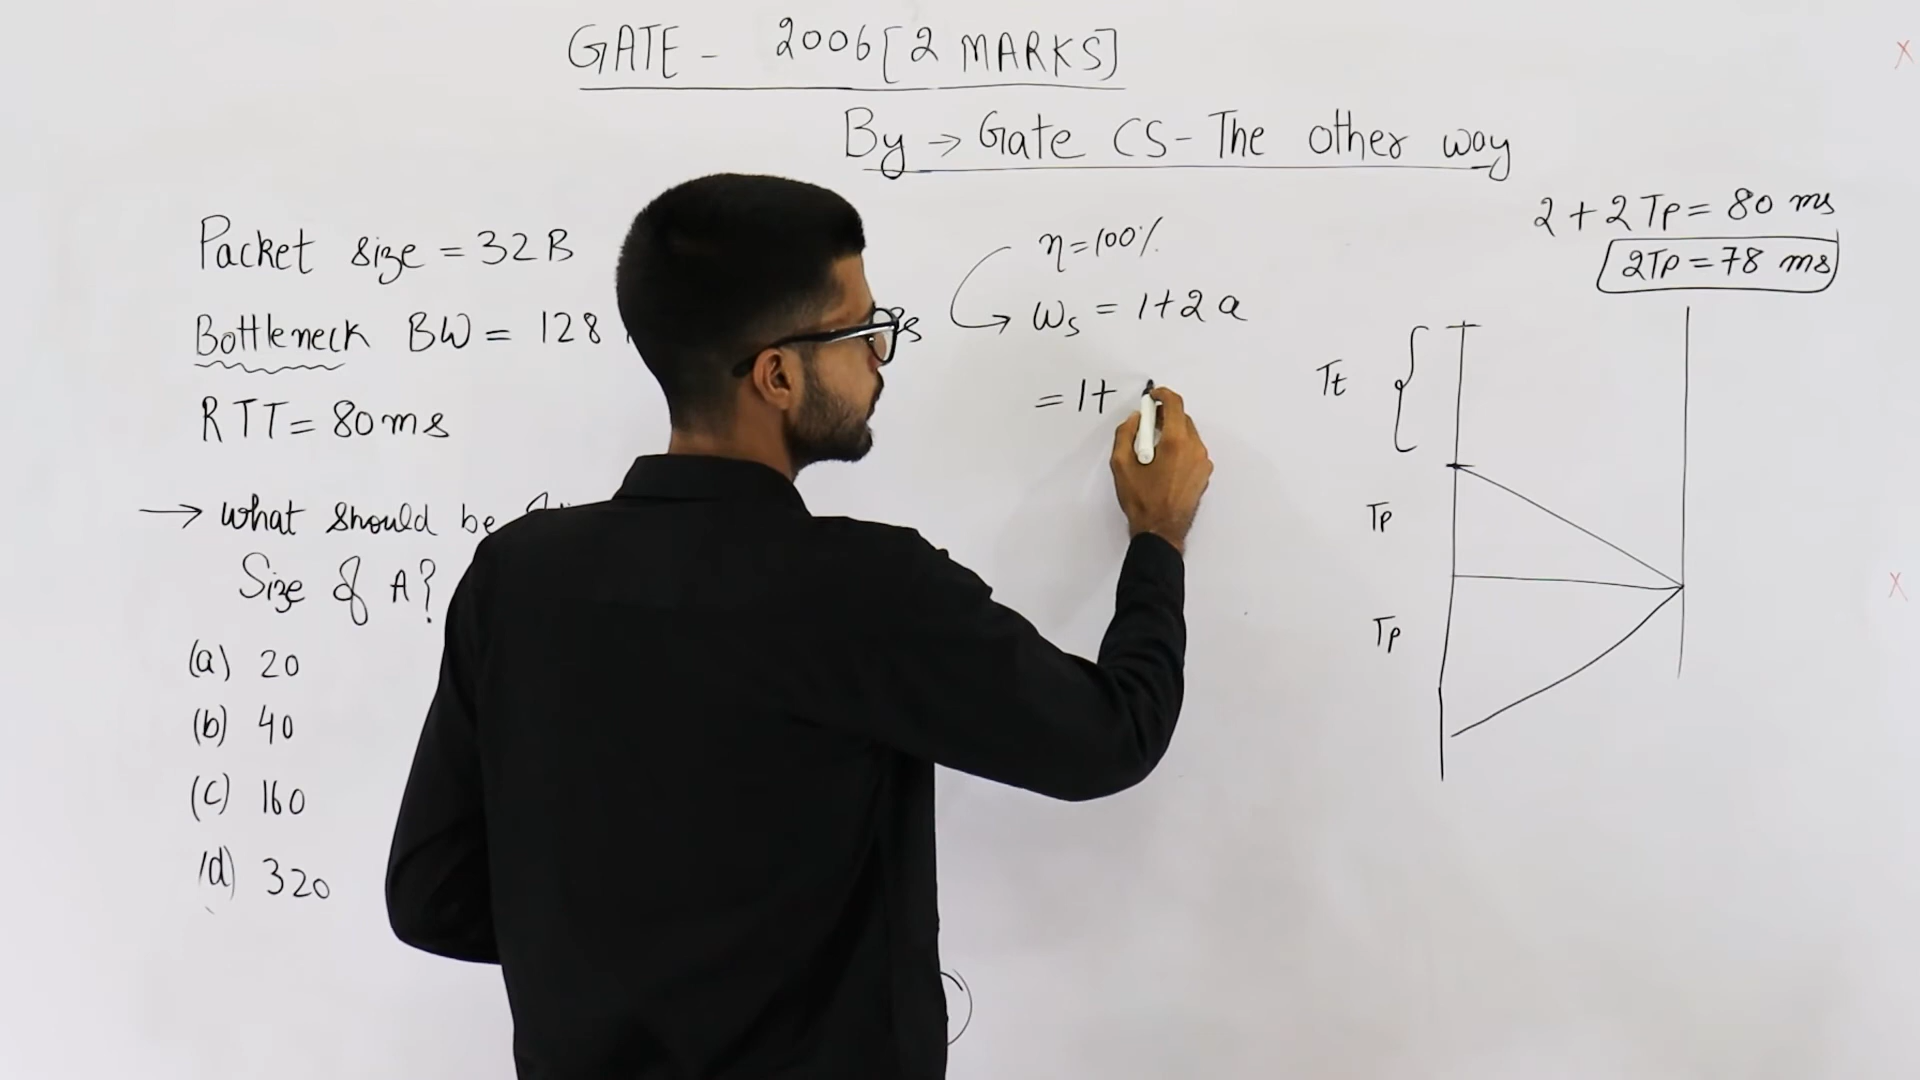 GATE - 2006 [2 MARKS]
By → Gate CS - The other way
Packet size = 32 B
Bottleneck BW = 128
RTT = 80 ms
→ what should be
Size of A?
(a) 20
(b) 40
(c) 160
(d) 320
η = 100%
Ws = 1 + 2a
= 1 +
2 + 2Tp = 80 ms
2Tp = 78 ms
Tt
Tp
Tp